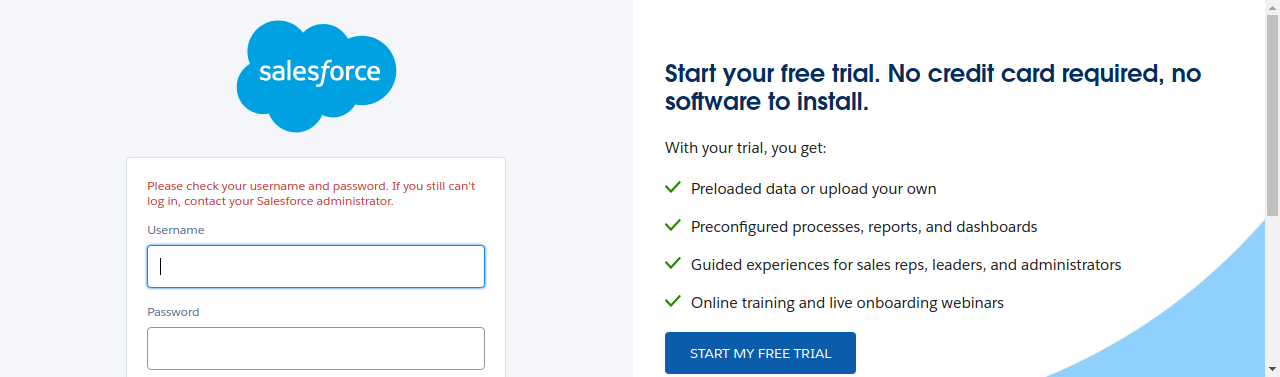 salesforce
Please check your username and password. If you still can't
log in, contact your Salesforce administrator.
Username
Password
Start your free trial. No credit card required, no
software to install.
With your trial, you get:
Preloaded data or upload your own
Preconfigured processes, reports, and dashboards
Guided experiences for sales reps, leaders, and administrators
Online training and live onboarding webinars
START MY FREE TRIAL